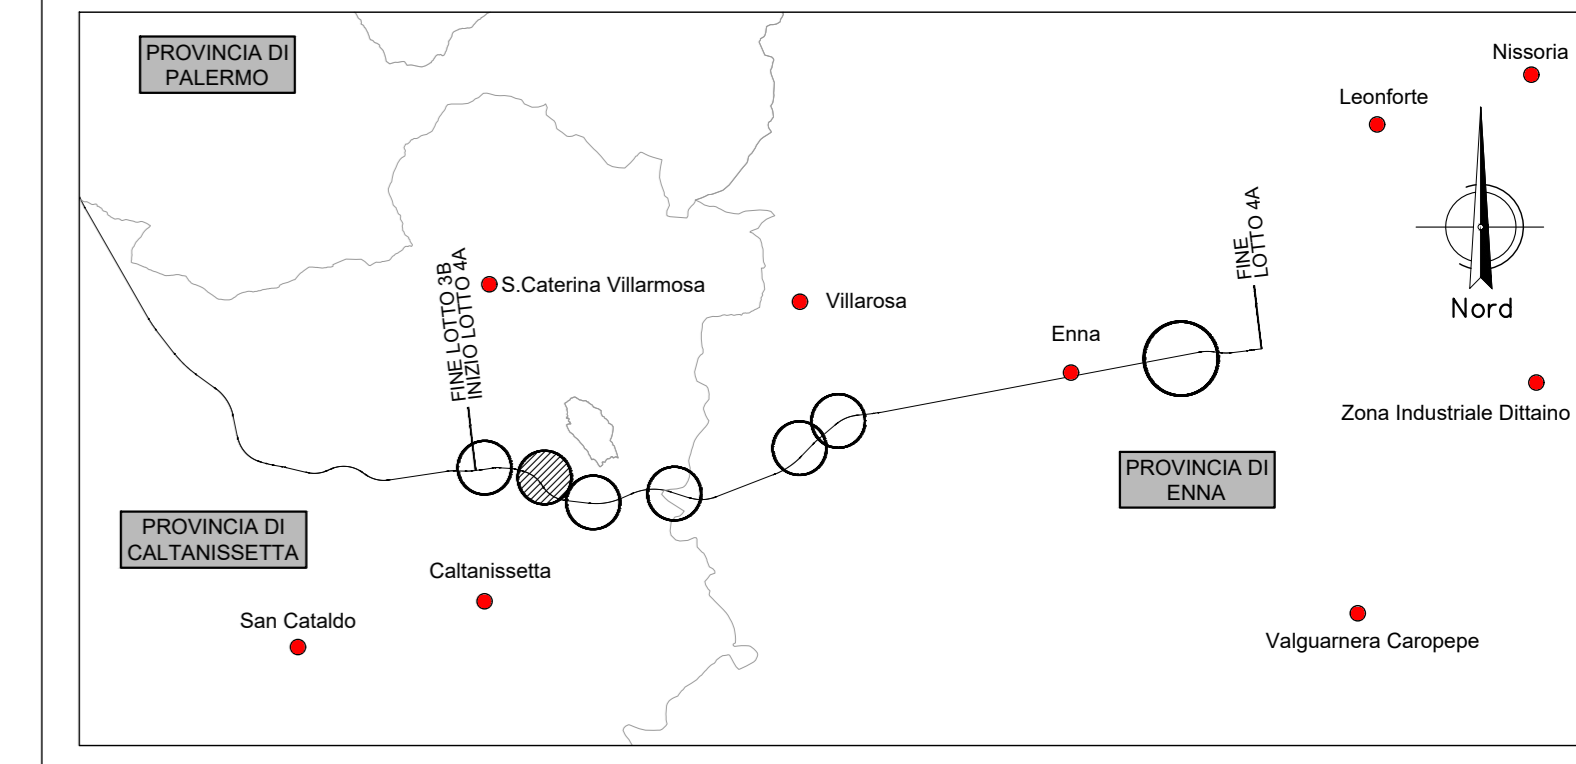 PROVINCIA DI
PALERMO
Nissoria
Leonforte
FINE
LOTTO 4A
FINE LOTTO 3B
INIZIO LOTTO 4A
S.Caterina Villarmosa
Villarosa
Nord
Enna
Zona Industriale Dittaino
PROVINCIA DI
ENNA
PROVINCIA DI
CALTANISSETTA
Caltanissetta
San Cataldo
Valguarnera Caropepe